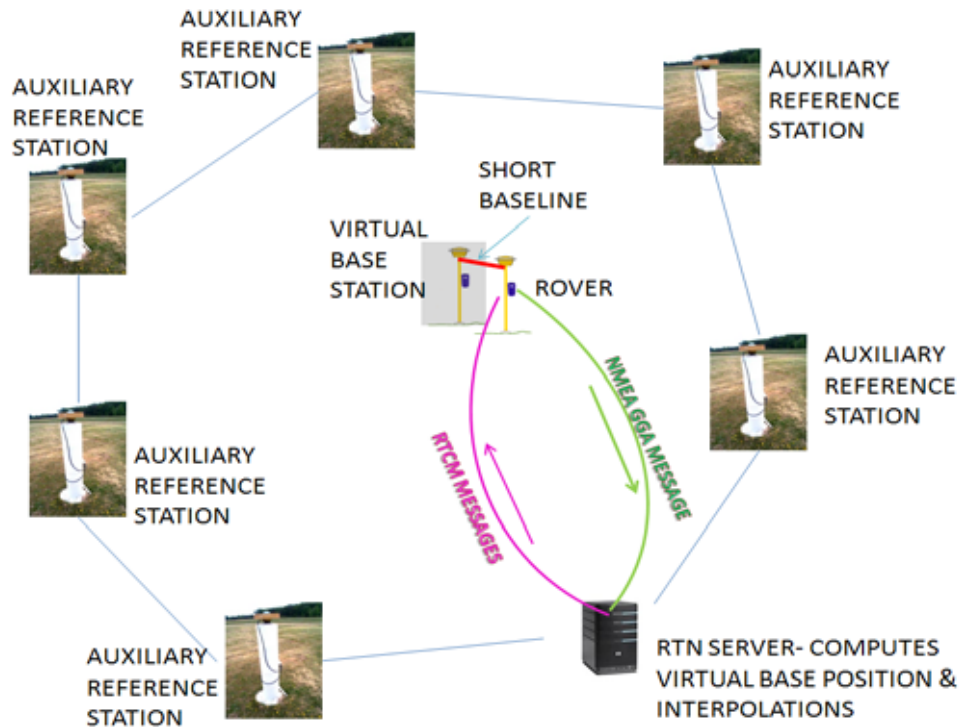 AUXILIARY
REFERENCE
STATION
AUXILIARY
REFERENCE
STATION
AUXILIARY
REFERENCE
STATION
SHORT
BASELINE
VIRTUAL
BASE
STATION
ROVER
AUXILIARY
REFERENCE
STATION
NMEA GGA MESSAGE
RTCM MESSAGES
AUXILIARY
REFERENCE
STATION
AUXILIARY
REFERENCE
STATION
RTN SERVER- COMPUTES
VIRTUAL BASE POSITION &
INTERPOLATIONS